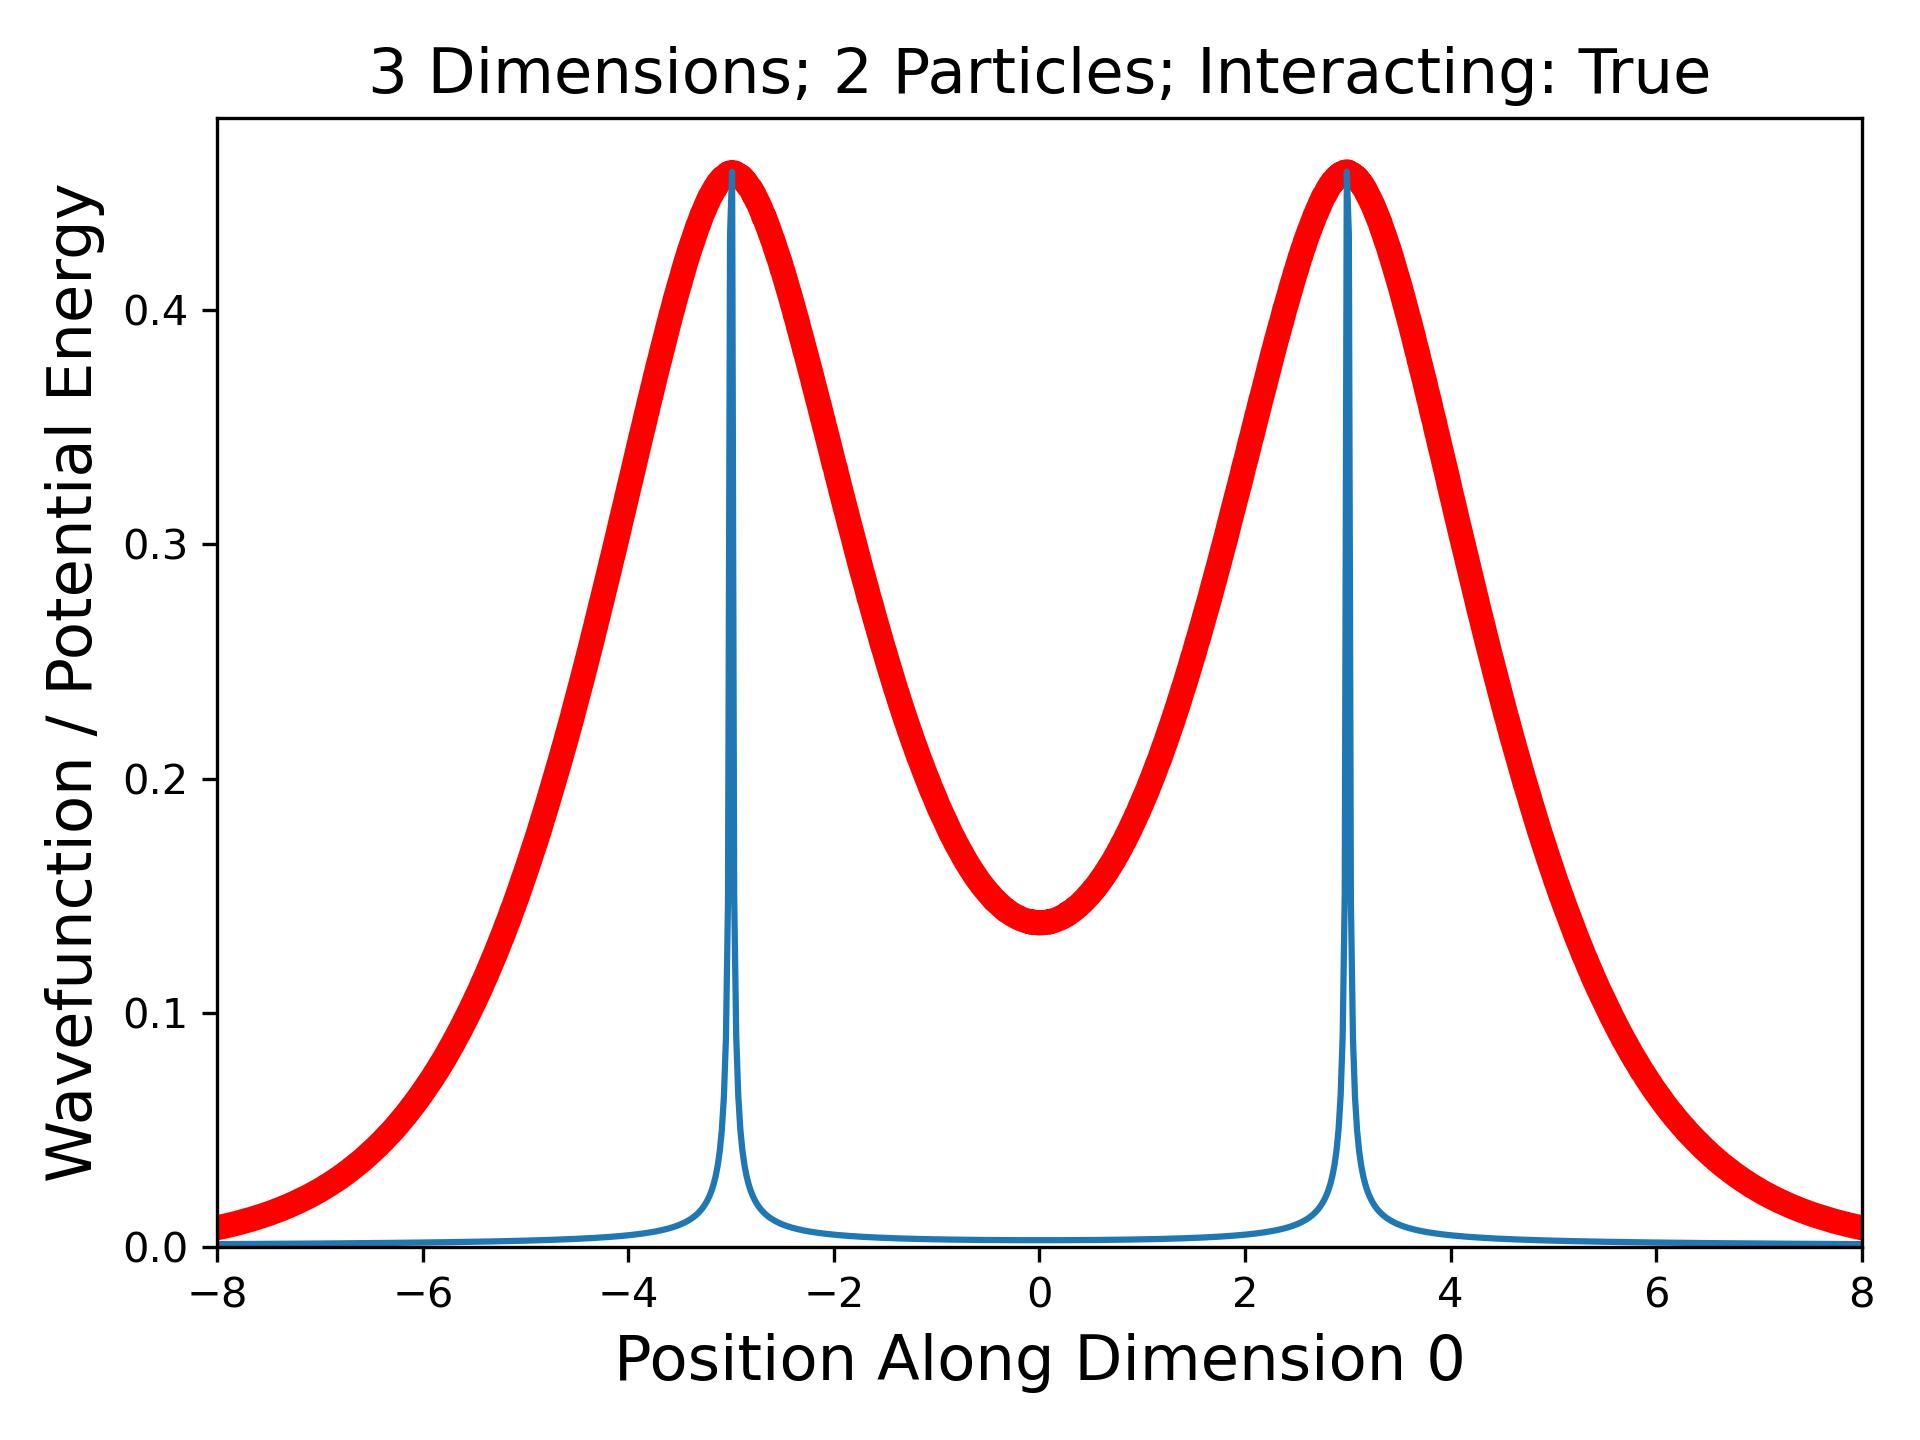 3 Dimensions; 2 Particles; Interacting: True
Wavefunction / Potential Energy
0.4
0.3
0.2
0.1
0.0
−8 −6 −4 −2 0 2 4 6 8
Position Along Dimension 0